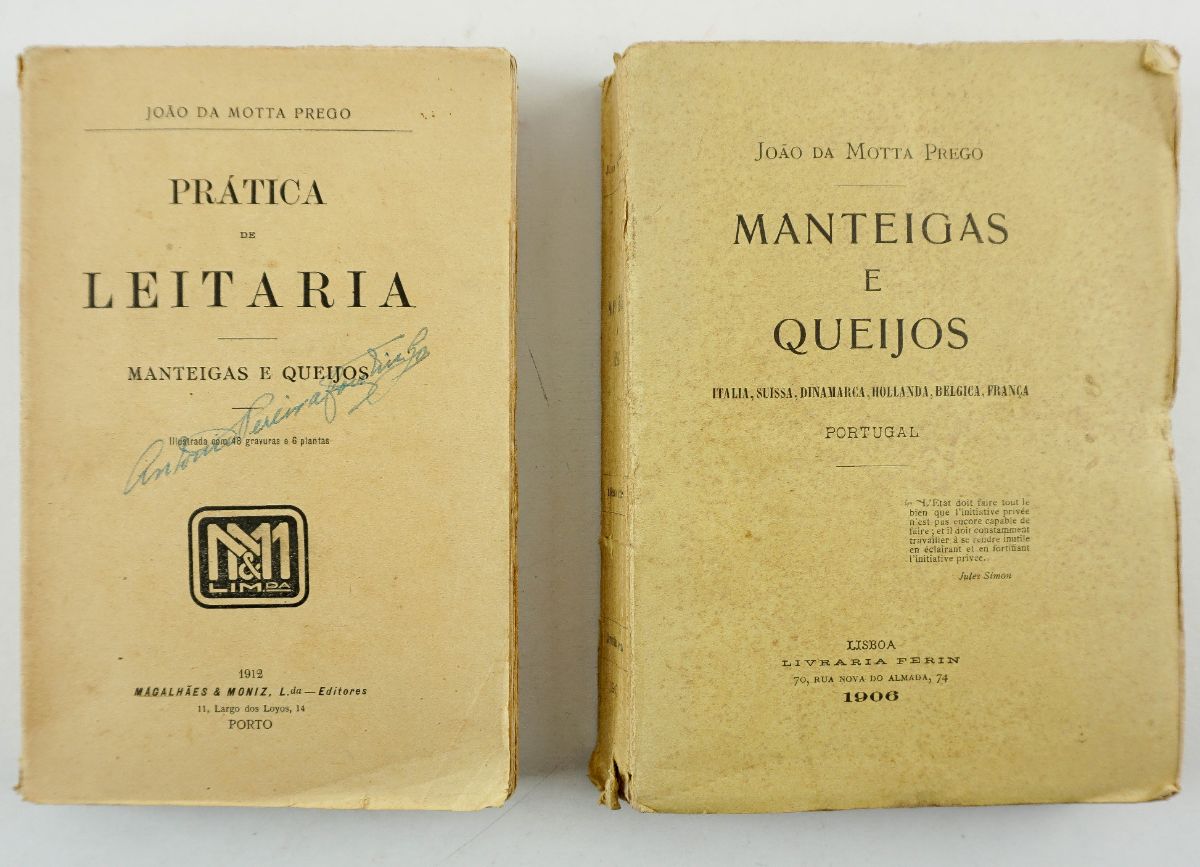 JOÃO DA MOTTA PREGO
PRÁTICA
DE
LEITARIA
MANTEIGAS E QUEIJOS
Illustrada com 48 gravuras e 6 plantas
António Pereira
M&M
LIMDA
1912
MAGALHÃES & MONIZ, L.da — Editores
11, Largo dos Loyos, 14
PORTO
JOÃO DA MOTTA PREGO
MANTEIGAS
E
QUEIJOS
ITALIA, SUISSA, DINAMARCA, HOLLANDA, BELGICA, FRANÇA
PORTUGAL
"L'Etat doit faire tout le
bien que l'initiative privée
n'est pas encore capable de
faire; et il doit constamment
travailler à se rendre inutile
en éclairant et en fortifiant
l'initiative privée.
Jules Simon
LISBOA
LIVRARIA FERIN
70, RUA NOVA DO ALMADA, 74
1906